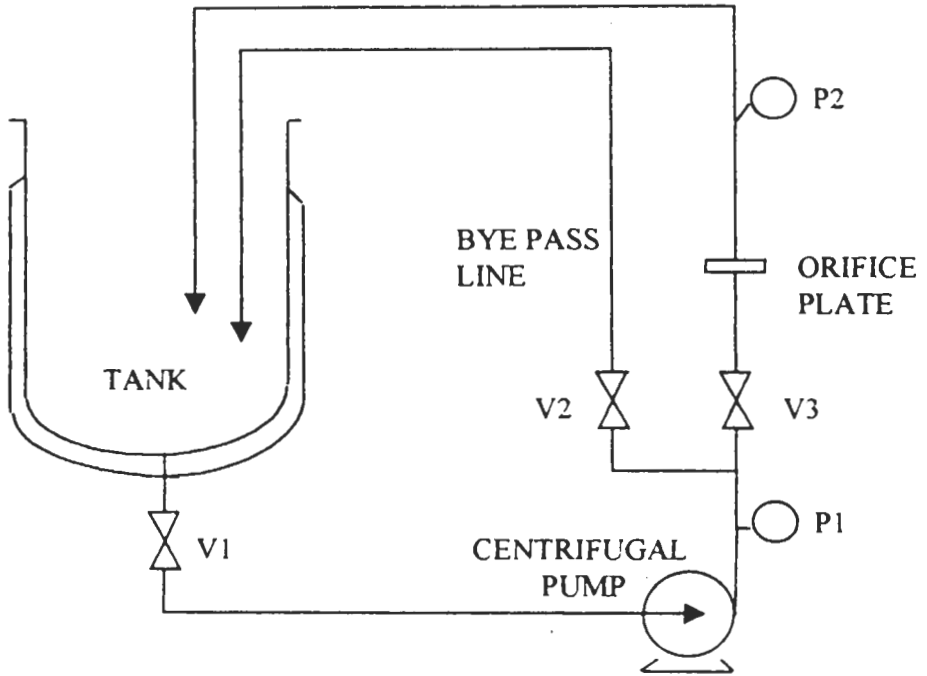 P2
BYE PASS
LINE
ORIFICE
PLATE
TANK
V2
V3
V1
P1
CENTRIFUGAL
PUMP